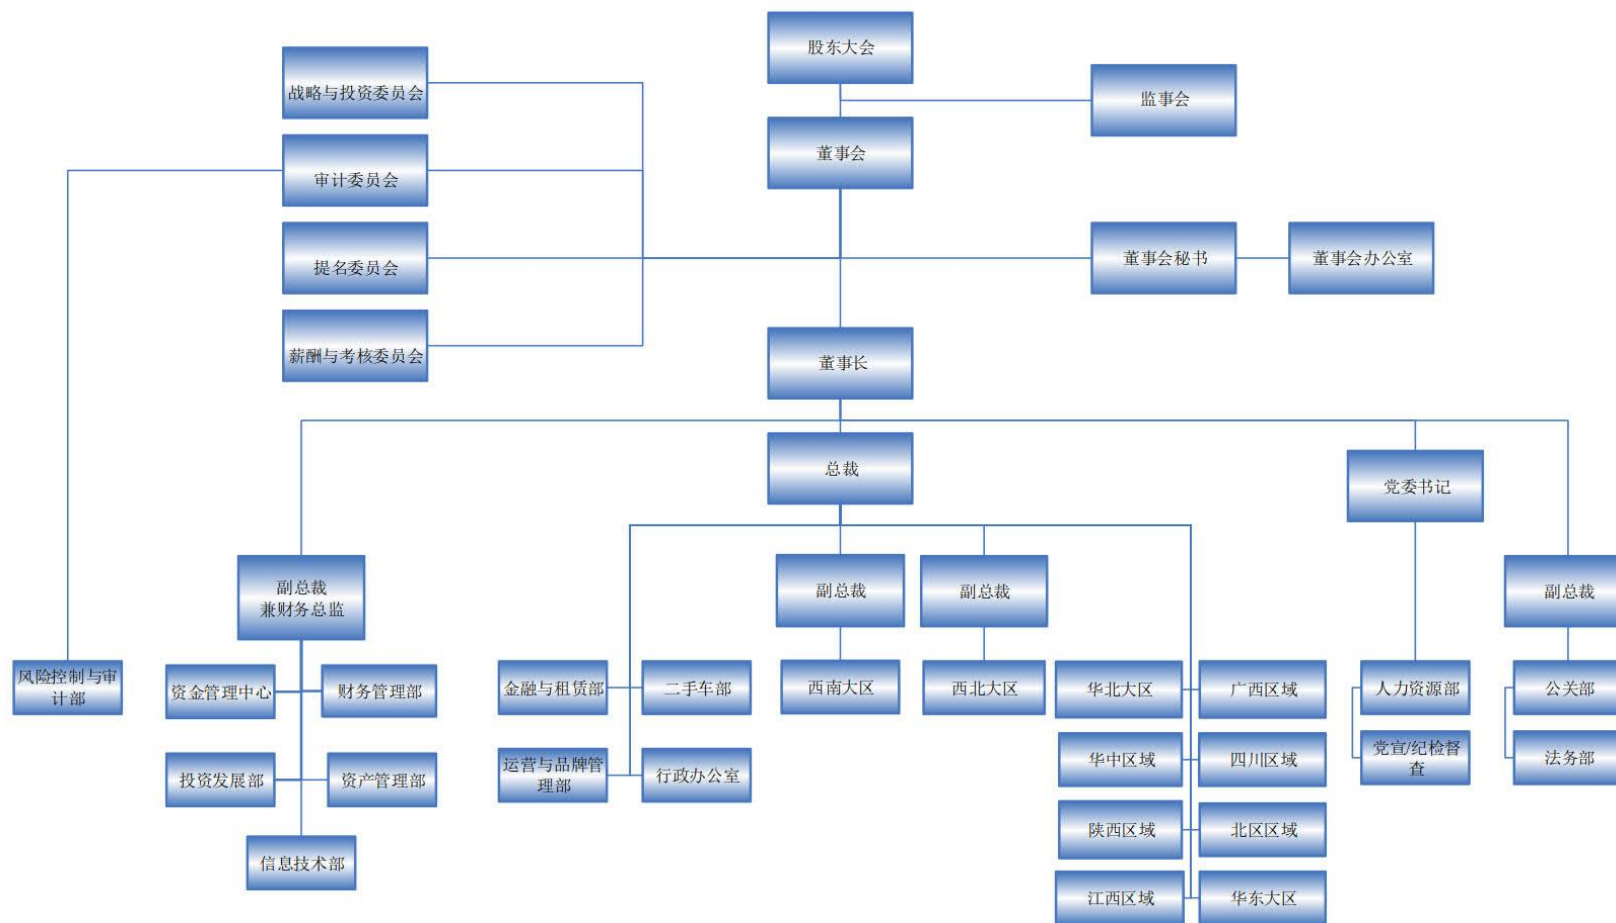 股东大会
战略与投资委员会
监事会
董事会
审计委员会
提名委员会
董事会秘书
董事会办公室
薪酬与考核委员会
董事长
总裁
党委书记
副总裁
兼财务总监
副总裁
副总裁
副总裁
风险控制与审
计部
资金管理中心
财务管理部
金融与租赁部
二手车部
西南大区
西北大区
华北大区
广西区域
人力资源部
公关部
投资发展部
资产管理部
运营与品牌管
理部
行政办公室
华中区域
四川区域
党宣/纪检督
查
法务部
信息技术部
陕西区域
北区区域
江西区域
华东大区